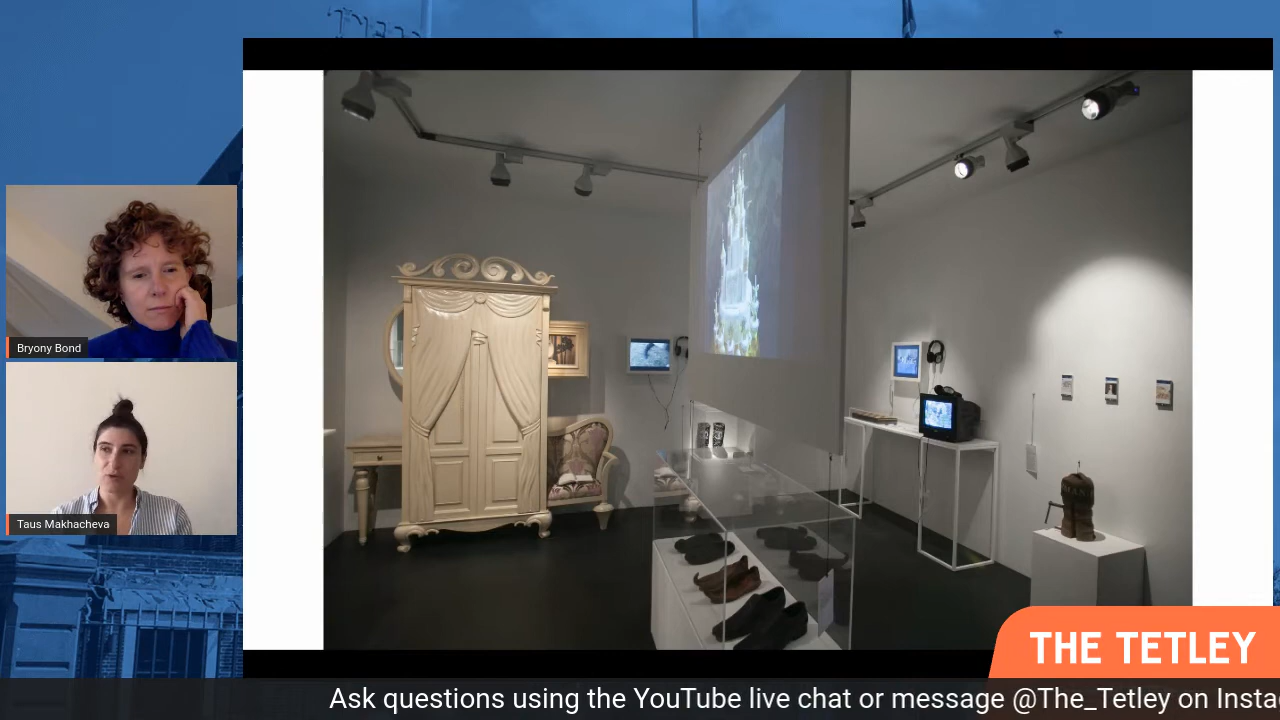 Bryony Bond
Taus Makhacheva
THE TETLEY
Ask questions using the YouTube live chat or message @The_Tetley on Insta